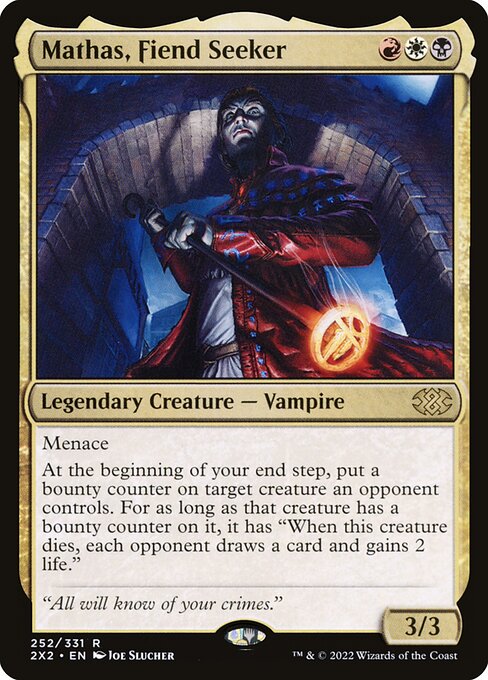 Mathas, Fiend Seeker
Legendary Creature — Vampire
Menace
At the beginning of your end step, put a
bounty counter on target creature an opponent
controls. For as long as that creature has a
bounty counter on it, it has “When this creature
dies, each opponent draws a card and gains 2
life.”
“All will know of your crimes.”
3/3
252/331 R
2X2 • EN Joe Slucher
™ & © 2022 Wizards of the Coast